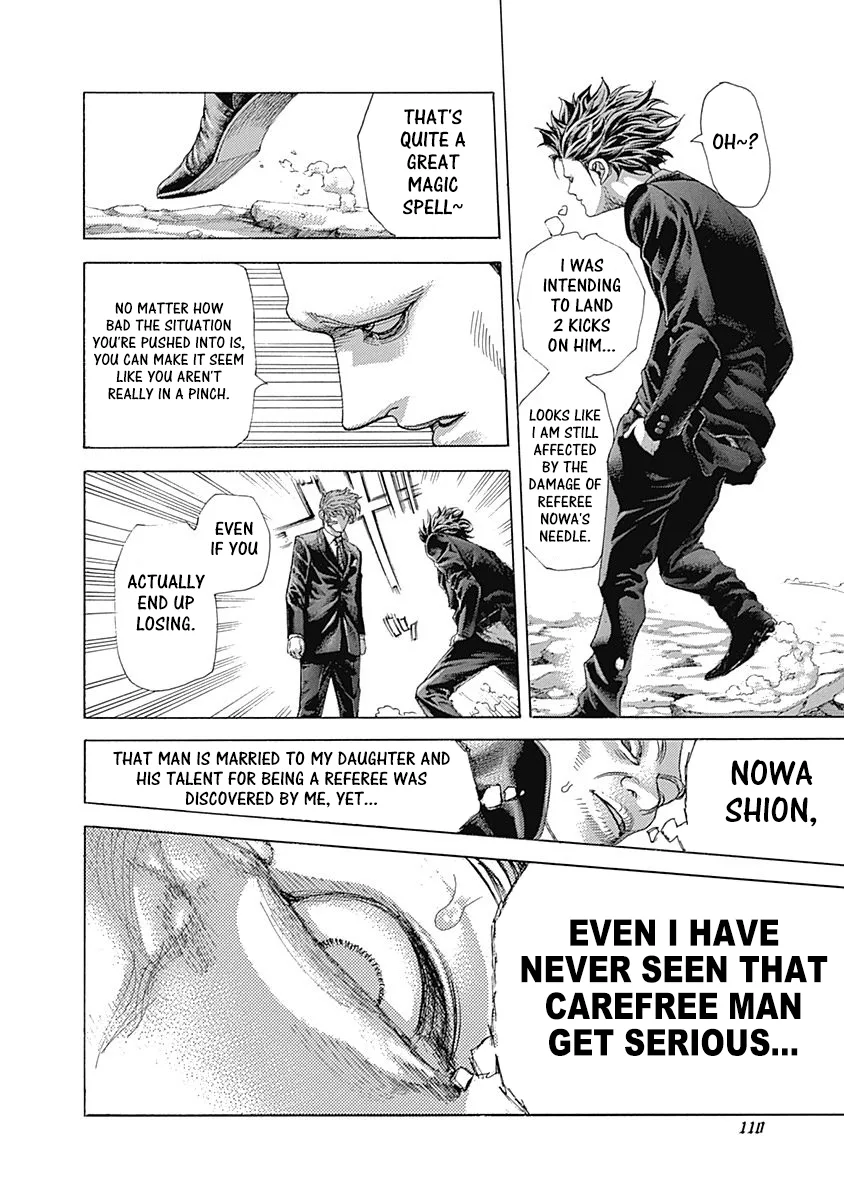 OH~?
I WAS
INTENDING
TO LAND
2 KICKS
ON HIM...
LOOKS LIKE
I AM STILL
AFFECTED
BY THE
DAMAGE OF
REFEREE
NOWA'S
NEEDLE.
THAT'S
QUITE A
GREAT
MAGIC
SPELL~
NO MATTER HOW
BAD THE SITUATION
YOU'RE PUSHED INTO IS,
YOU CAN MAKE IT SEEM
LIKE YOU AREN'T
REALLY IN A PINCH.
EVEN
IF YOU
ACTUALLY
END UP
LOSING.
NOWA
SHION,
THAT MAN IS MARRIED TO MY DAUGHTER AND
HIS TALENT FOR BEING A REFEREE WAS
DISCOVERED BY ME, YET...
EVEN I HAVE
NEVER SEEN THAT
CAREFREE MAN
GET SERIOUS...
110